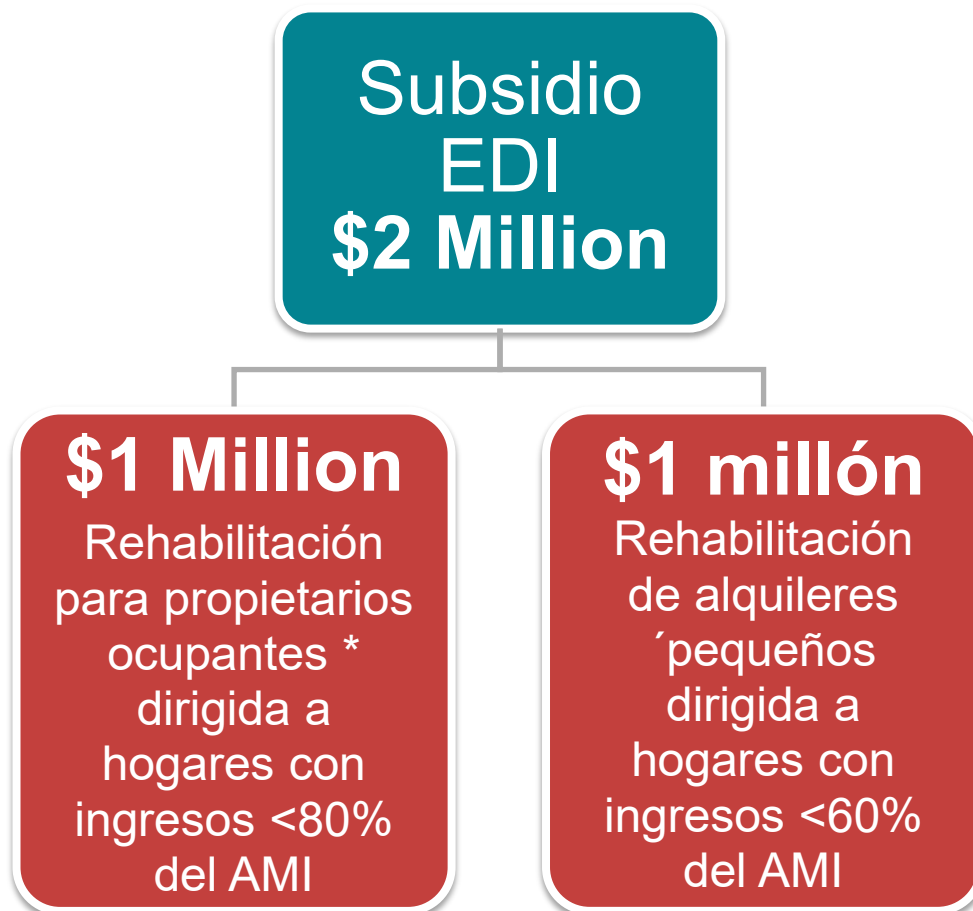 Subsidio
EDI
$2 Million
$1 Million
Rehabilitación
para propietarios
ocupantes *
dirigida a
hogares con
ingresos <80%
del AMI
$1 millón
Rehabilitación
de alquileres
´pequeños
dirigida a
hogares con
ingresos <60%
del AMI